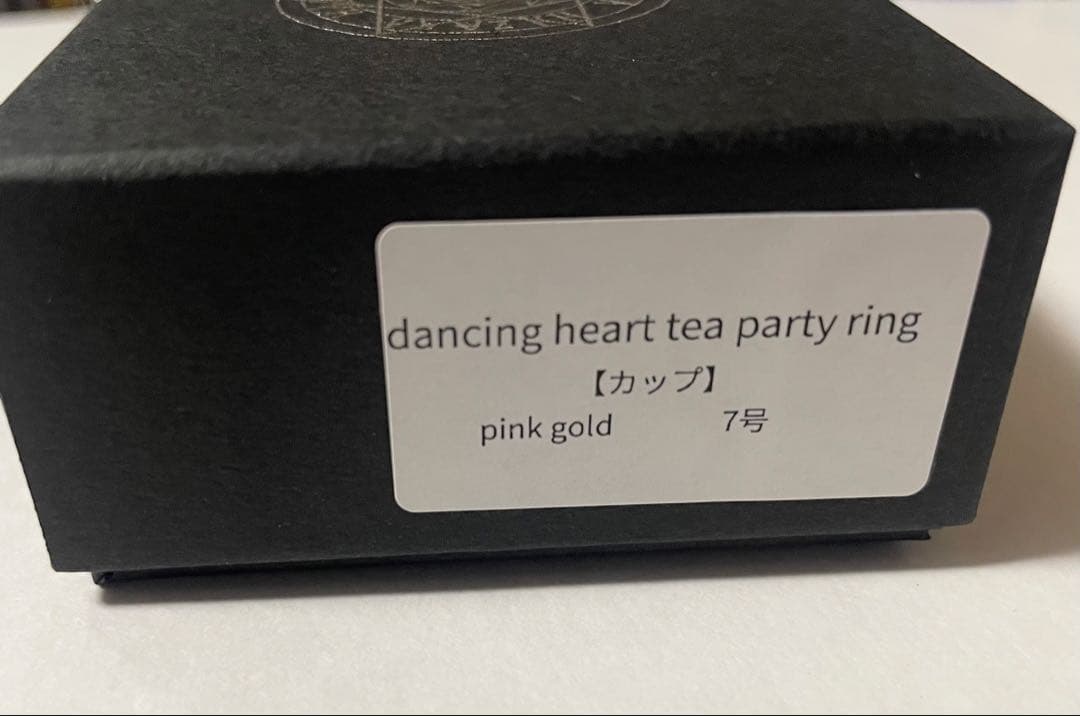 dancing heart tea party ring
【カップ】
pink gold 7号